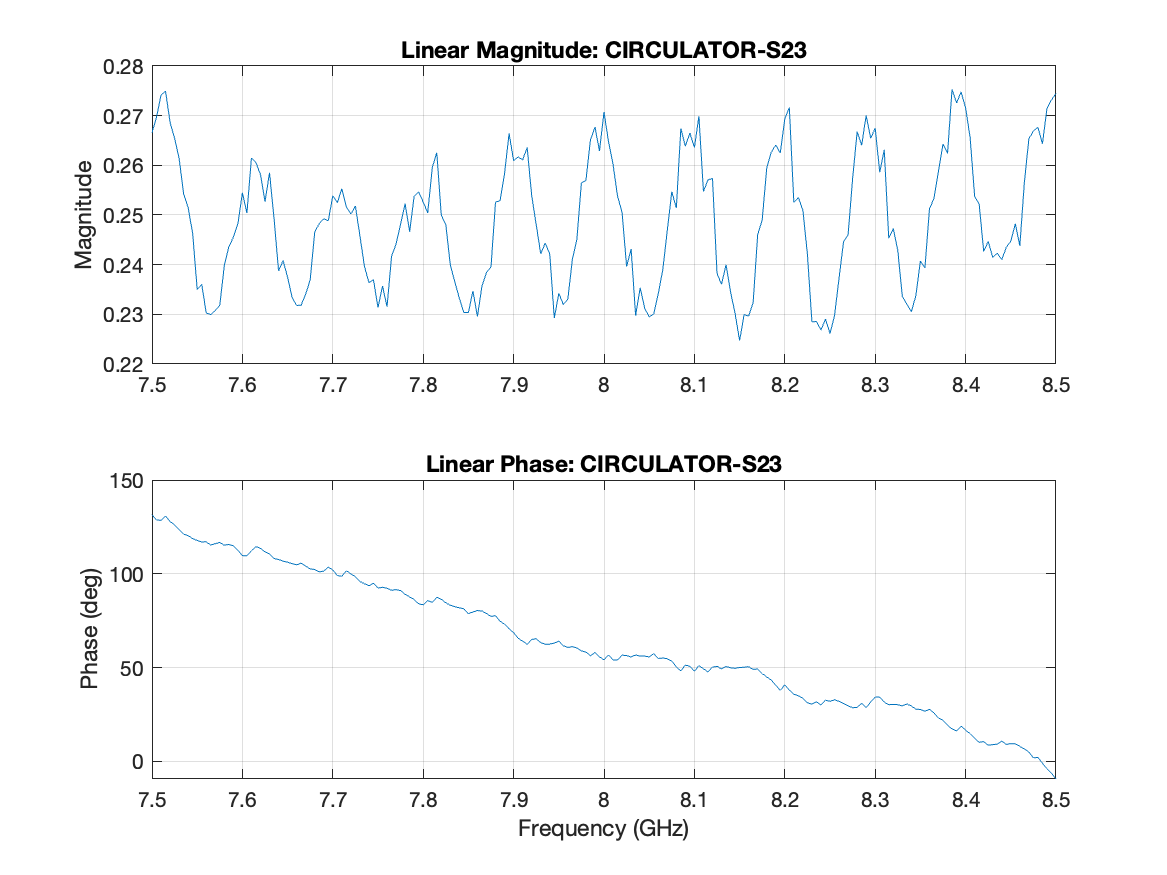 Linear Magnitude: CIRCULATOR-S23
0.28
0.27
0.26
0.25
0.24
0.23
0.22
Magnitude
7.5 7.6 7.7 7.8 7.9 8 8.1 8.2 8.3 8.4 8.5
Linear Phase: CIRCULATOR-S23
150
100
50
0
Phase (deg)
7.5 7.6 7.7 7.8 7.9 8 8.1 8.2 8.3 8.4 8.5
Frequency (GHz)